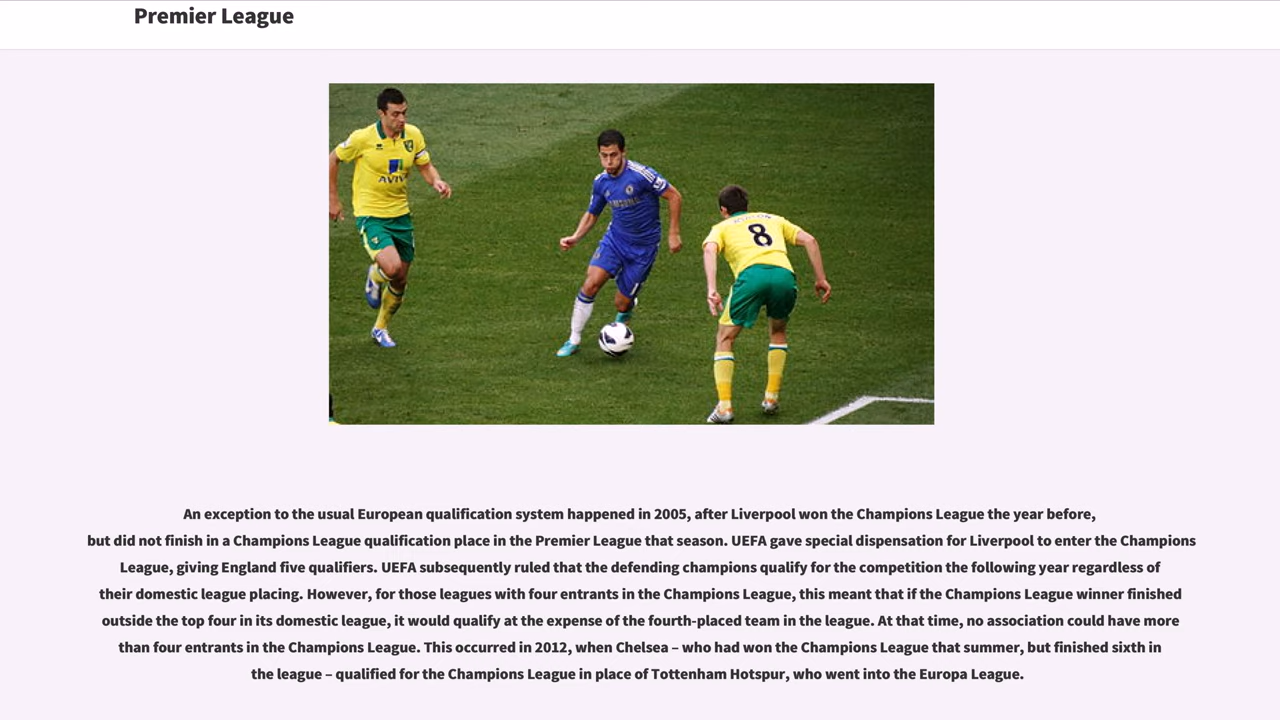 Premier League
AVIVA
SAMSUNG
8
An exception to the usual European qualification system happened in 2005, after Liverpool won the Champions League the year before,
but did not finish in a Champions League qualification place in the Premier League that season. UEFA gave special dispensation for Liverpool to enter the Champions
League, giving England five qualifiers. UEFA subsequently ruled that the defending champions qualify for the competition the following year regardless of
their domestic league placing. However, for those leagues with four entrants in the Champions League, this meant that if the Champions League winner finished
outside the top four in its domestic league, it would qualify at the expense of the fourth-placed team in the league. At that time, no association could have more
than four entrants in the Champions League. This occurred in 2012, when Chelsea – who had won the Champions League that summer, but finished sixth in
the league – qualified for the Champions League in place of Tottenham Hotspur, who went into the Europa League.